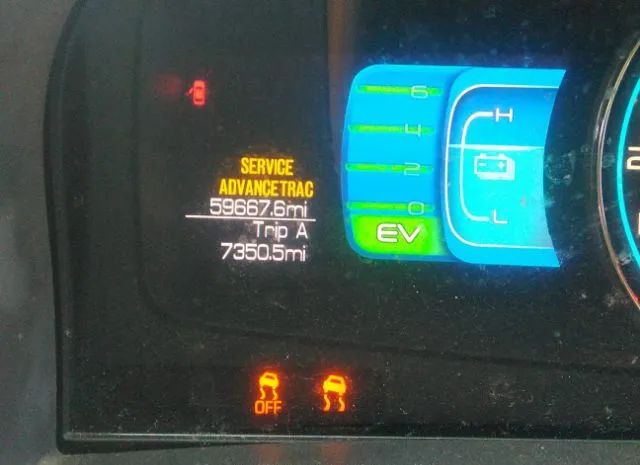 SERVICE
ADVANCETRAC
59667.6mi
Trip A
7350.5mi
6
4
2
0
EV
H
L
OFF